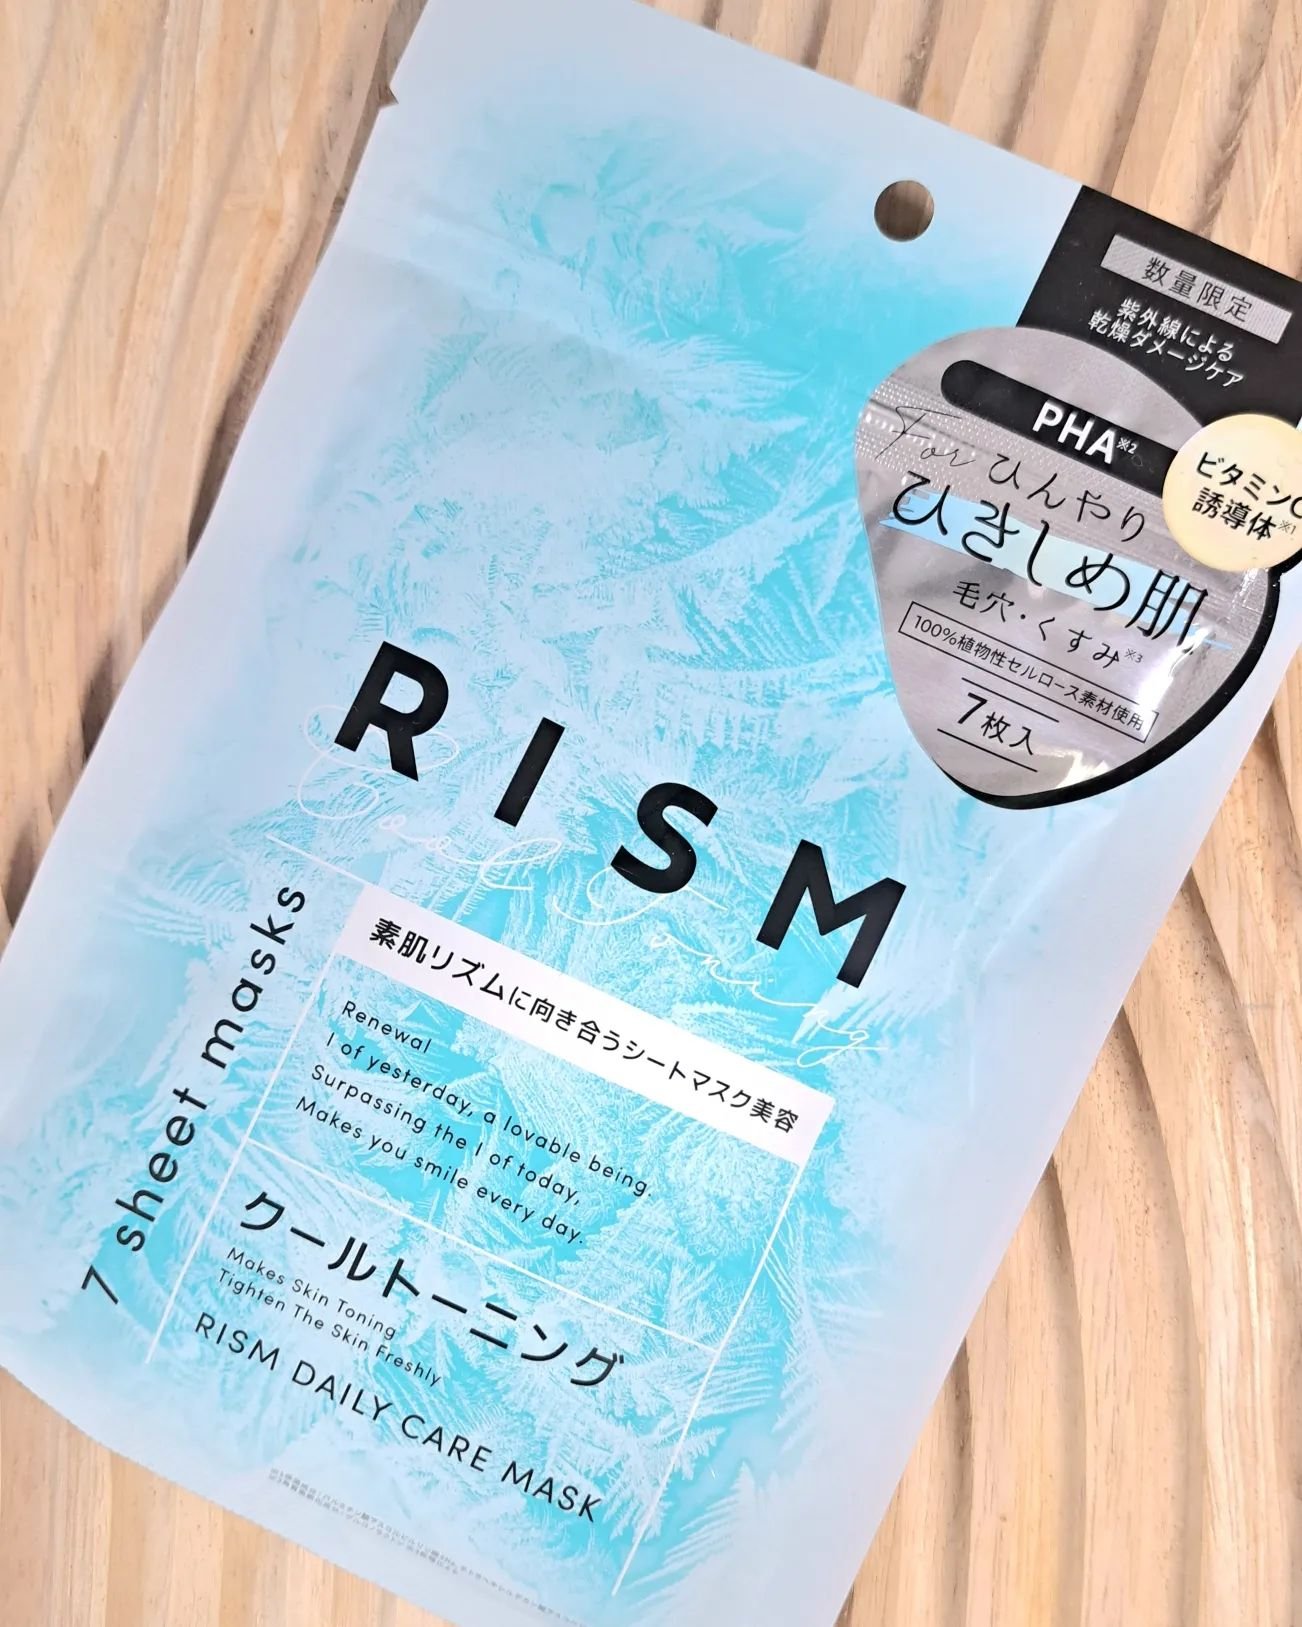 数量限定
紫外線による
乾燥ダメージケア
PHA※2
ビタミンC
誘導体※1
For ひんやり
ひきしめ肌
毛穴・くすみ※3
100%植物性セルロース素材使用
7枚入
RISM
Cool Toning
素肌リズムに向き合うシートマスク美容
Renewal
I of yesterday, a lovable being.
Surpassing the I of today,
Makes you smile every day.
7 sheet masks
クールトーニング
Makes Skin Toning
Tighten The Skin Freshly
RISM DAILY CARE MASK